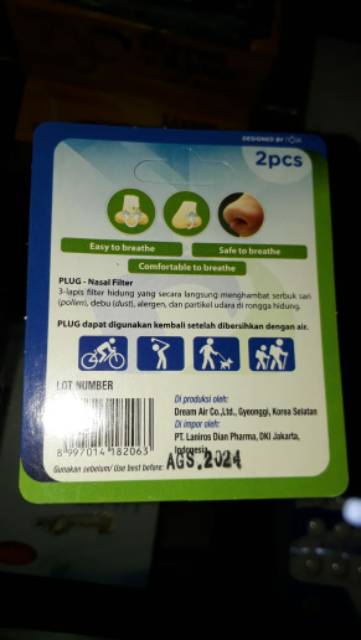 DESIGNED BY
2pcs
Easy to breathe
Safe to breathe
Comfortable to breathe
PLUG - Nasal Filter
3-lapis filter hidung yang secara langsung menghambat serbuk sari
(pollen), debu (dust), alergen, dan partikel udara di rongga hidung.
PLUG dapat digunakan kembali setelah dibersihkan dengan air.
LOT NUMBER
Di produksi oleh:
Dream Air Co.,Ltd., Gyeonggi, Korea Selatan
Di impor oleh:
PT. Laniros Dian Pharma, DKI Jakarta,
Indonesia
8 997014 182063
Gunakan sebelum/ Use best before: AGS.2024